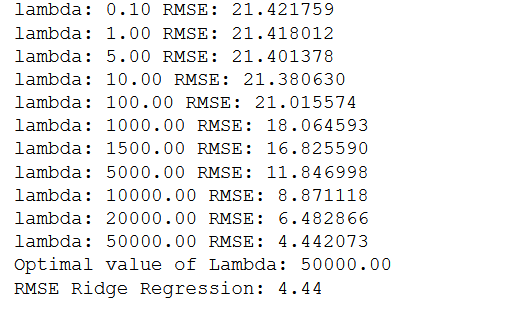 lambda: 0.10 RMSE: 21.421759
lambda: 1.00 RMSE: 21.418012
lambda: 5.00 RMSE: 21.401378
lambda: 10.00 RMSE: 21.380630
lambda: 100.00 RMSE: 21.015574
lambda: 1000.00 RMSE: 18.064593
lambda: 1500.00 RMSE: 16.825590
lambda: 5000.00 RMSE: 11.846998
lambda: 10000.00 RMSE: 8.871118
lambda: 20000.00 RMSE: 6.482866
lambda: 50000.00 RMSE: 4.442073
Optimal value of Lambda: 50000.00
RMSE Ridge Regression: 4.44